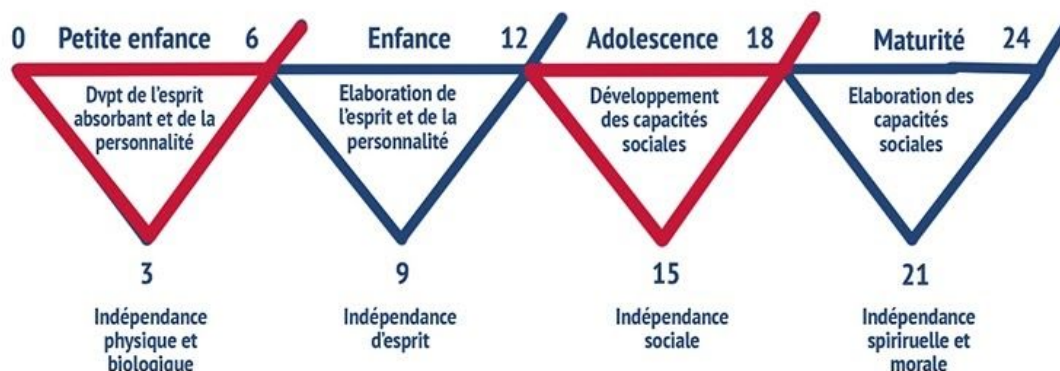 0 Petite enfance 6 Enfance 12 Adolescence 18 Maturité 24
Dvpt de l'esprit
absorbant et de la
personnalité
Elaboration de
l'esprit et de la
personnalité
Développement
des capacités
sociales
Elaboration des
capacités
sociales
3
Indépendance
physique et
biologique
9
Indépendance
d'esprit
15
Indépendance
sociale
21
Indépendance
spiriruelle et
morale